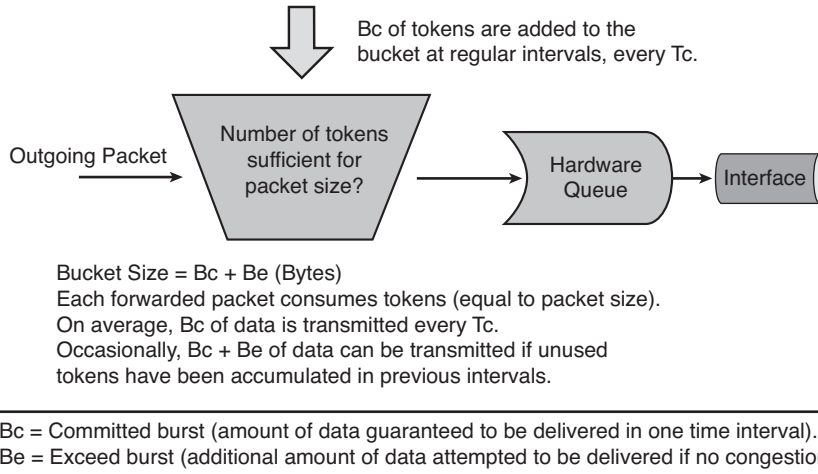 Bc of tokens are added to the
bucket at regular intervals, every Tc.
Number of tokens
sufficient for
packet size?
Outgoing Packet
Hardware
Queue
Interface
Bucket Size = Bc + Be (Bytes)
Each forwarded packet consumes tokens (equal to packet size).
On average, Bc of data is transmitted every Tc.
Occasionally, Bc + Be of data can be transmitted if unused
tokens have been accumulated in previous intervals.
Bc = Committed burst (amount of data guaranteed to be delivered in one time interval).
Be = Exceed burst (additional amount of data attempted to be delivered if no